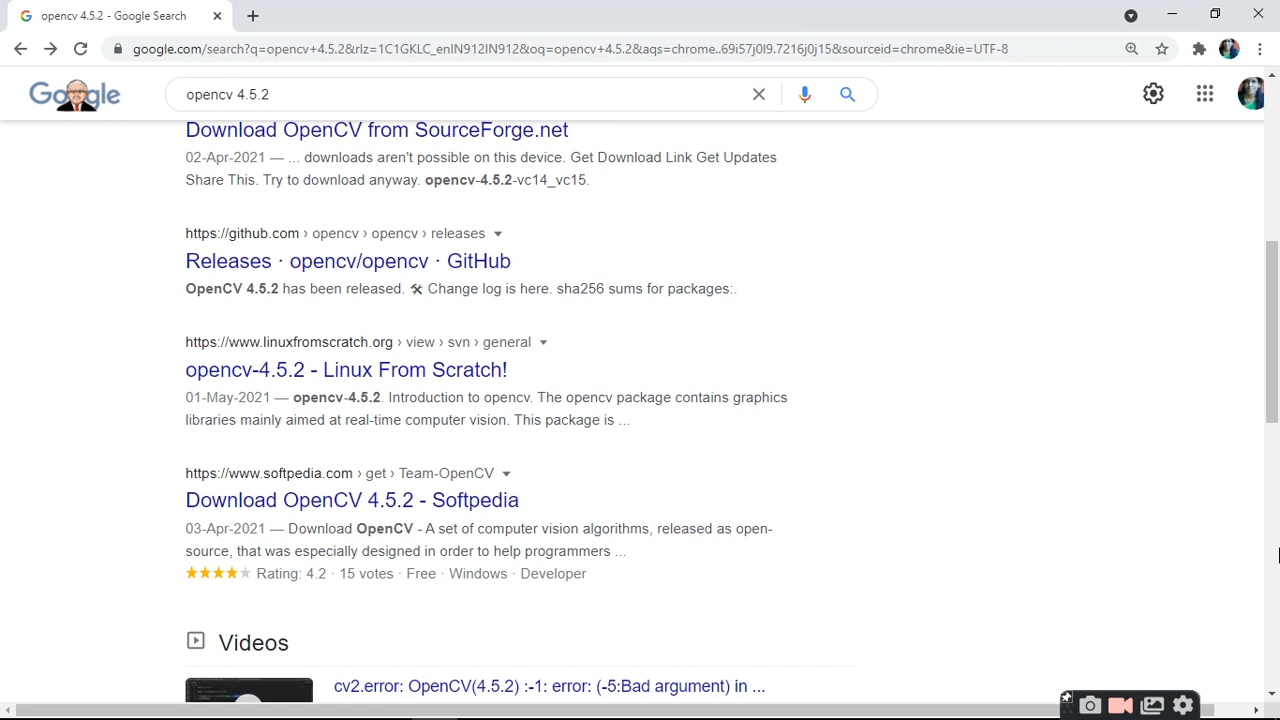 opencv 4.5.2 - Google Search
google.com/search?q=opencv+4.5.2&rlz=1C1GKLC_enIN912IN912&oq=opencv+4.5.2&aqs=chrome..69i57j0l9.7216j0j15&sourceid=chrome&ie=UTF-8
Google
opencv 4.5.2
Download OpenCV from SourceForge.net
02-Apr-2021 — ... downloads aren't possible on this device. Get Download Link Get Updates
Share This. Try to download anyway. opencv-4.5.2-vc14_vc15.
https://github.com › opencv › opencv › releases
Releases · opencv/opencv · GitHub
OpenCV 4.5.2 has been released. 🛠 Change log is here. sha256 sums for packages:.
https://www.linuxfromscratch.org › view › svn › general
opencv-4.5.2 - Linux From Scratch!
01-May-2021 — opencv-4.5.2. Introduction to opencv. The opencv package contains graphics
libraries mainly aimed at real-time computer vision. This package is ...
https://www.softpedia.com › get › Team-OpenCV
Download OpenCV 4.5.2 - Softpedia
03-Apr-2021 — Download OpenCV - A set of computer vision algorithms, released as open-
source, that was especially designed in order to help programmers ...
Rating: 4.2 · 15 votes · Free · Windows · Developer
Videos
cv2.error: OpenCV(4.5.2) :-1: error: (-5:Bad argument) in ...